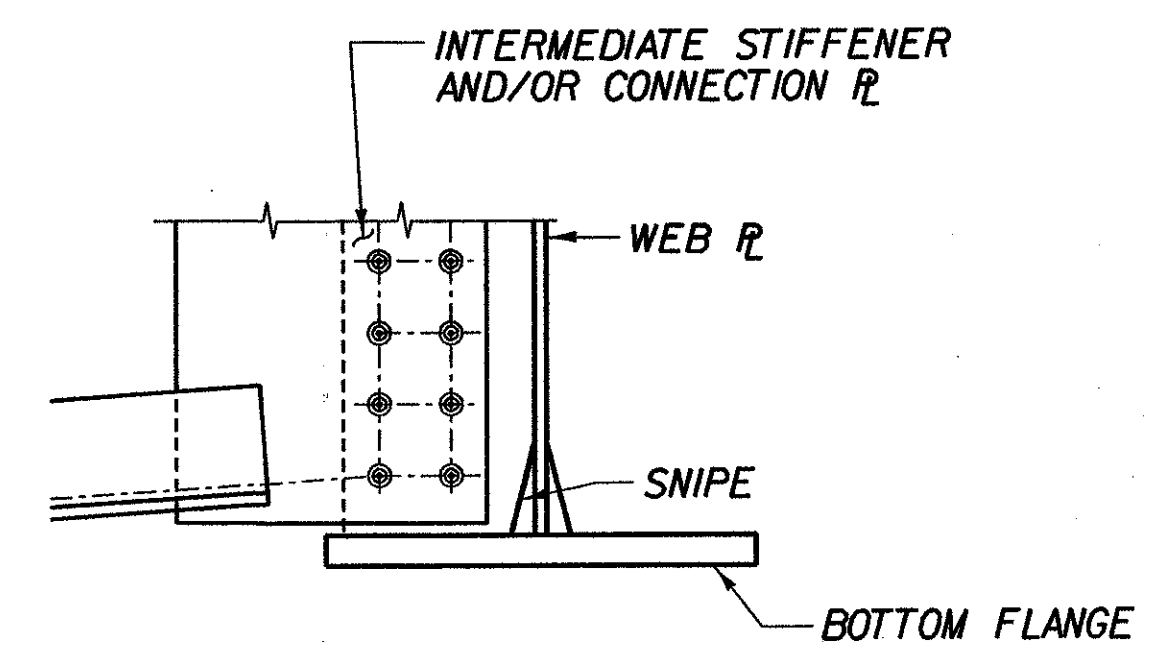 INTERMEDIATE STIFFENER
AND/OR CONNECTION ⅊
WEB ⅊
SNIPE
BOTTOM FLANGE